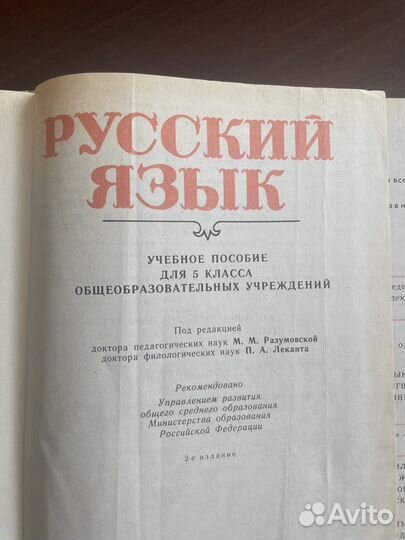 РУССКИЙ
ЯЗЫК
УЧЕБНОЕ ПОСОБИЕ
ДЛЯ 5 КЛАССА
ОБЩЕОБРАЗОВАТЕЛЬНЫХ УЧРЕЖДЕНИЙ
Под редакцией
доктора педагогических наук М. М. Разумовской
доктора филологических наук П. А. Леканта
Рекомендовано
Управлением развития
общего среднего образования
Министерства образования
Российской Федерации
2-е издание
Avito